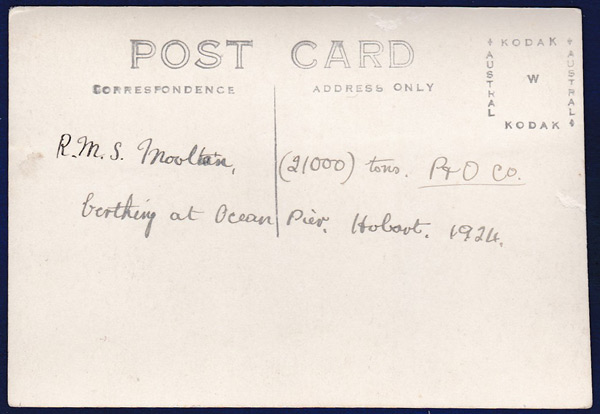 POST CARD
CORRESPONDENCE
ADDRESS ONLY
KODAK
AUSTRAL
W
AUSTRAL
KODAK
R.M.S. Mooltan, (21000) tons. P&O Co.
berthing at Ocean Pier, Hobart. 1924.